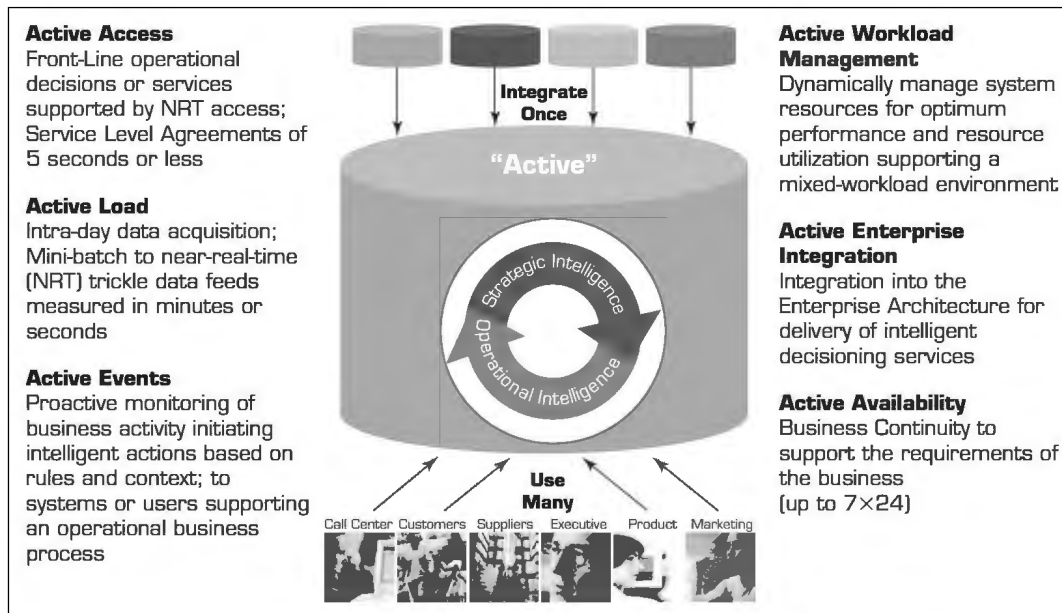 Active Access
Front-Line operational
decisions or services
supported by NRT access;
Service Level Agreements of
5 seconds or less
Active Load
Intra-day data acquisition;
Mini-batch to near-real-time
(NRT) trickle data feeds
measured in minutes or
seconds
Active Events
Proactive monitoring of
business activity initiating
intelligent actions based on
rules and context; to
systems or users supporting
an operational business
process
Integrate
Once
“Active”
Strategic Intelligence
Operational Intelligence
Use
Many
Call Center Customers Suppliers Executive Product Marketing
Active Workload
Management
Dynamically manage system
resources for optimum
performance and resource
utilization supporting a
mixed-workload environment
Active Enterprise
Integration
Integration into the
Enterprise Architecture for
delivery of intelligent
decisioning services
Active Availability
Business Continuity to
support the requirements of
the business
(up to 7×24)